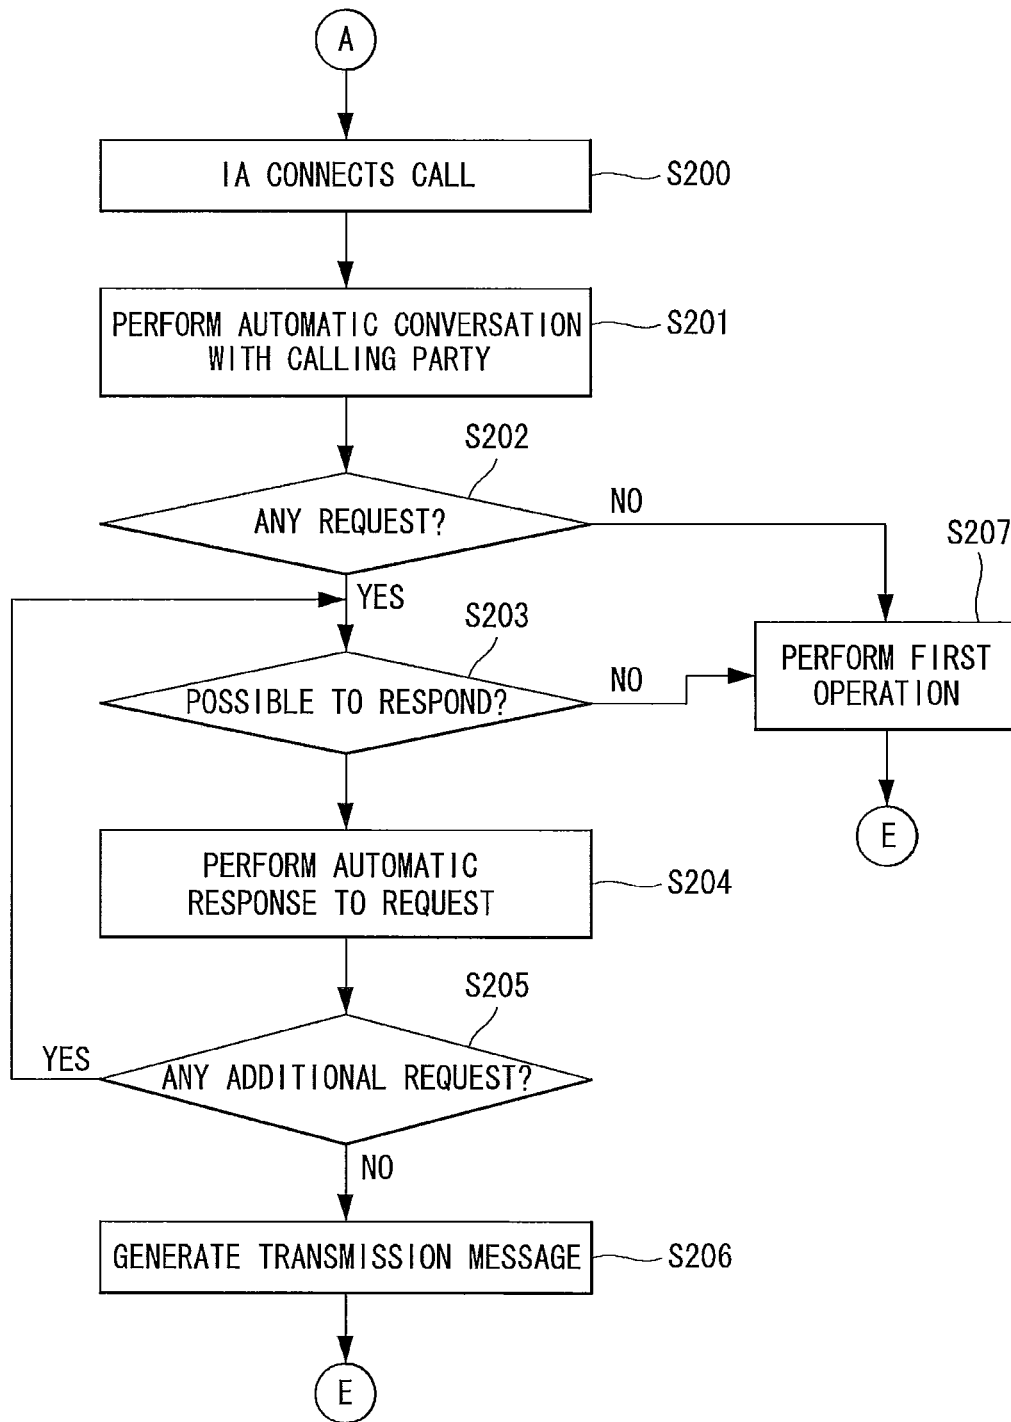 A
IA CONNECTS CALL
S200
PERFORM AUTOMATIC CONVERSATION
WITH CALLING PARTY
S201
S202
ANY REQUEST?
NO
YES
S207
PERFORM FIRST
OPERATION
E
S203
POSSIBLE TO RESPOND?
NO
PERFORM AUTOMATIC
RESPONSE TO REQUEST
S204
S205
ANY ADDITIONAL REQUEST?
YES
NO
GENERATE TRANSMISSION MESSAGE
S206
E